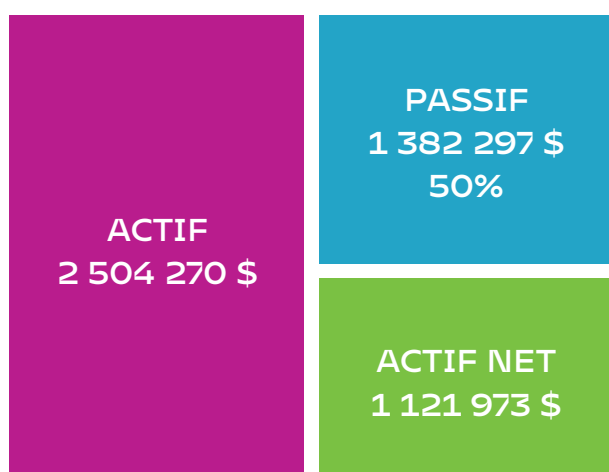 ACTIF
2 504 270 $
PASSIF
1 382 297 $
50%
ACTIF NET
1 121 973 $